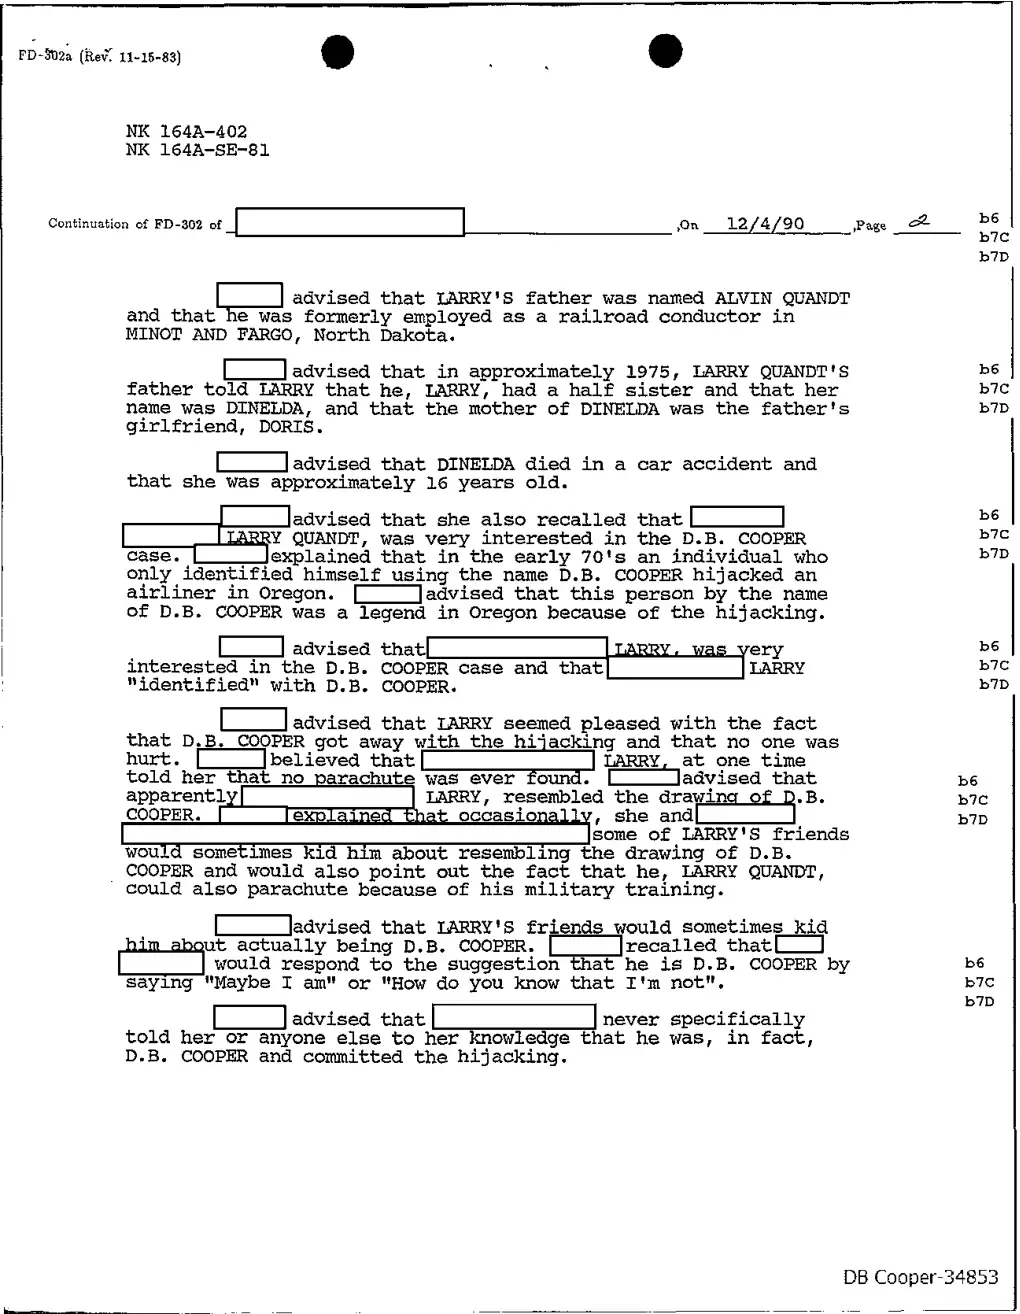 FD-302a (Rev. 11-15-83)
NK 164A-402
NK 164A-SE-81
Continuation of FD-302 of ,On 12/4/90 ,Page 2
b6
b7C
b7D
advised that LARRY'S father was named ALVIN QUANDT
and that he was formerly employed as a railroad conductor in
MINOT AND FARGO, North Dakota.
advised that in approximately 1975, LARRY QUANDT'S b6
father told LARRY that he, LARRY, had a half sister and that her b7C
name was DINELDA, and that the mother of DINELDA was the father's b7D
girlfriend, DORIS.
advised that DINELDA died in a car accident and
that she was approximately 16 years old.
advised that she also recalled that b6
LARRY QUANDT, was very interested in the D.B. COOPER b7C
case. explained that in the early 70's an individual who b7D
only identified himself using the name D.B. COOPER hijacked an
airliner in Oregon. advised that this person by the name
of D.B. COOPER was a legend in Oregon because of the hijacking.
advised that LARRY, was very b6
interested in the D.B. COOPER case and that LARRY b7C
"identified" with D.B. COOPER. b7D
advised that LARRY seemed pleased with the fact
that D.B. COOPER got away with the hijacking and that no one was
hurt. believed that LARRY, at one time
told her that no parachute was ever found. advised that b6
apparently LARRY, resembled the drawing of D.B. b7C
COOPER. explained that occasionally, she and b7D
some of LARRY'S friends
would sometimes kid him about resembling the drawing of D.B.
COOPER and would also point out the fact that he, LARRY QUANDT,
could also parachute because of his military training.
advised that LARRY'S friends would sometimes kid
him about actually being D.B. COOPER. recalled that
would respond to the suggestion that he is D.B. COOPER by b6
saying "Maybe I am" or "How do you know that I'm not". b7C
b7D
advised that never specifically
told her or anyone else to her knowledge that he was, in fact,
D.B. COOPER and committed the hijacking.
DB Cooper-34853